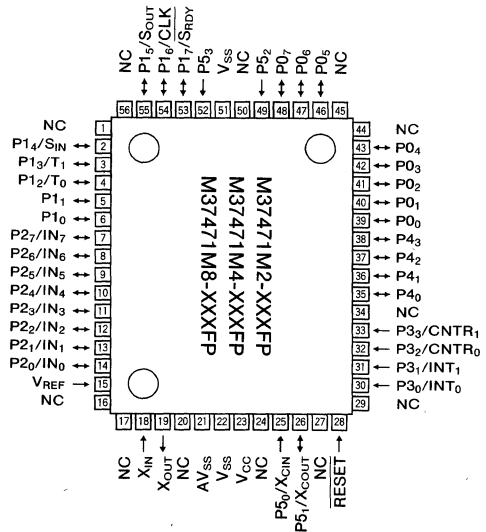 NC
P1₅/SOUT
P1₆/CLK
P1₇/SRDY
P5₃
VSS
NC
P5₂
P0₇
P0₆
P0₅
NC
56 55 54 53 52 51 50 49 48 47 46 45
NC 1
P1₄/SIN 2
P1₃/T₁ 3
P1₂/T₀ 4
P1₁ 5
P1₀ 6
P2₇/IN₇ 7
P2₆/IN₆ 8
P2₅/IN₅ 9
P2₄/IN₄ 10
P2₃/IN₃ 11
P2₂/IN₂ 12
P2₁/IN₁ 13
P2₀/IN₀ 14
VREF 15
NC 16
M37471M8-XXXFP
M37471M4-XXXFP
M37471M2-XXXFP
44 NC
43 P0₄
42 P0₃
41 P0₂
40 P0₁
39 P0₀
38 P4₃
37 P4₂
36 P4₁
35 P4₀
34 NC
33 P3₃/CNTR₁
32 P3₂/CNTR₀
31 P3₁/INT₁
30 P3₀/INT₀
29 NC
17 18 19 20 21 22 23 24 25 26 27 28
NC
XIN
XOUT
NC
AVSS
VSS
VCC
NC
P5₀/XCIN
P5₁/XCOUT
NC
RESET